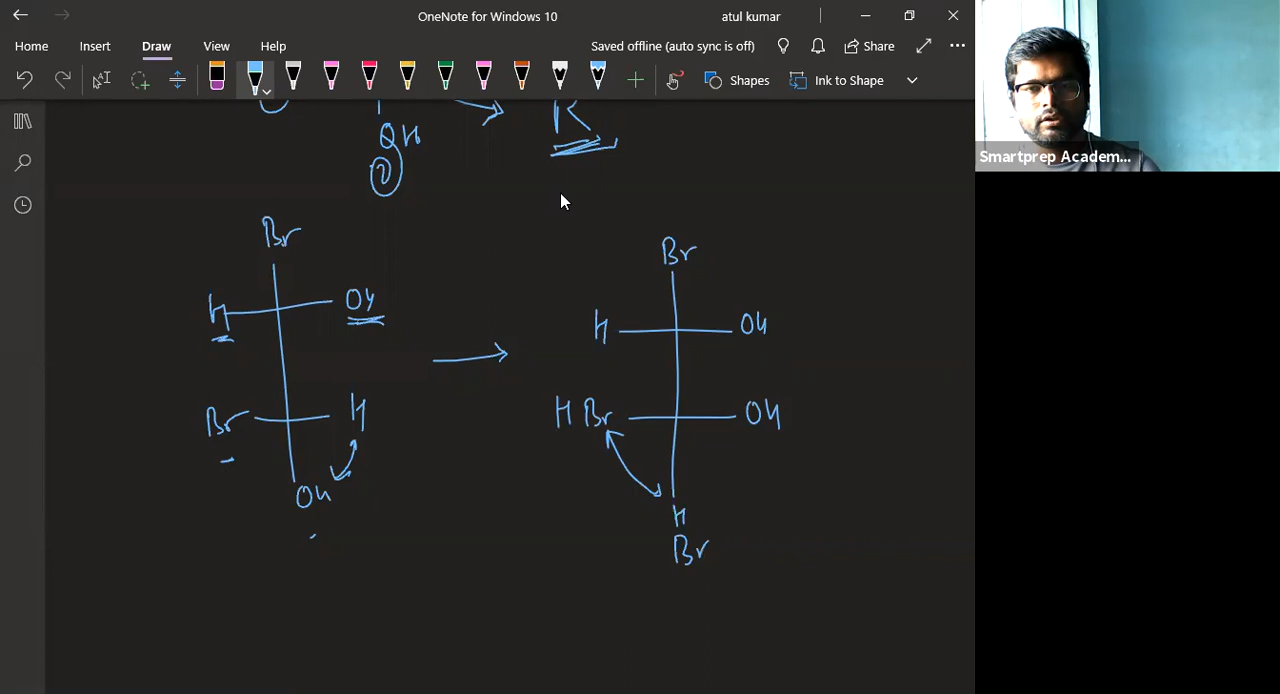 OneNote for Windows 10
atul kumar
Home
Insert
Draw
View
Help
Saved offline (auto sync is off)
Share
Shapes
Ink to Shape
Smartprep Academ...
OH
2
R
Br
H
OH
Br
H
OH
Br
H
OH
H Br
OH
H
Br